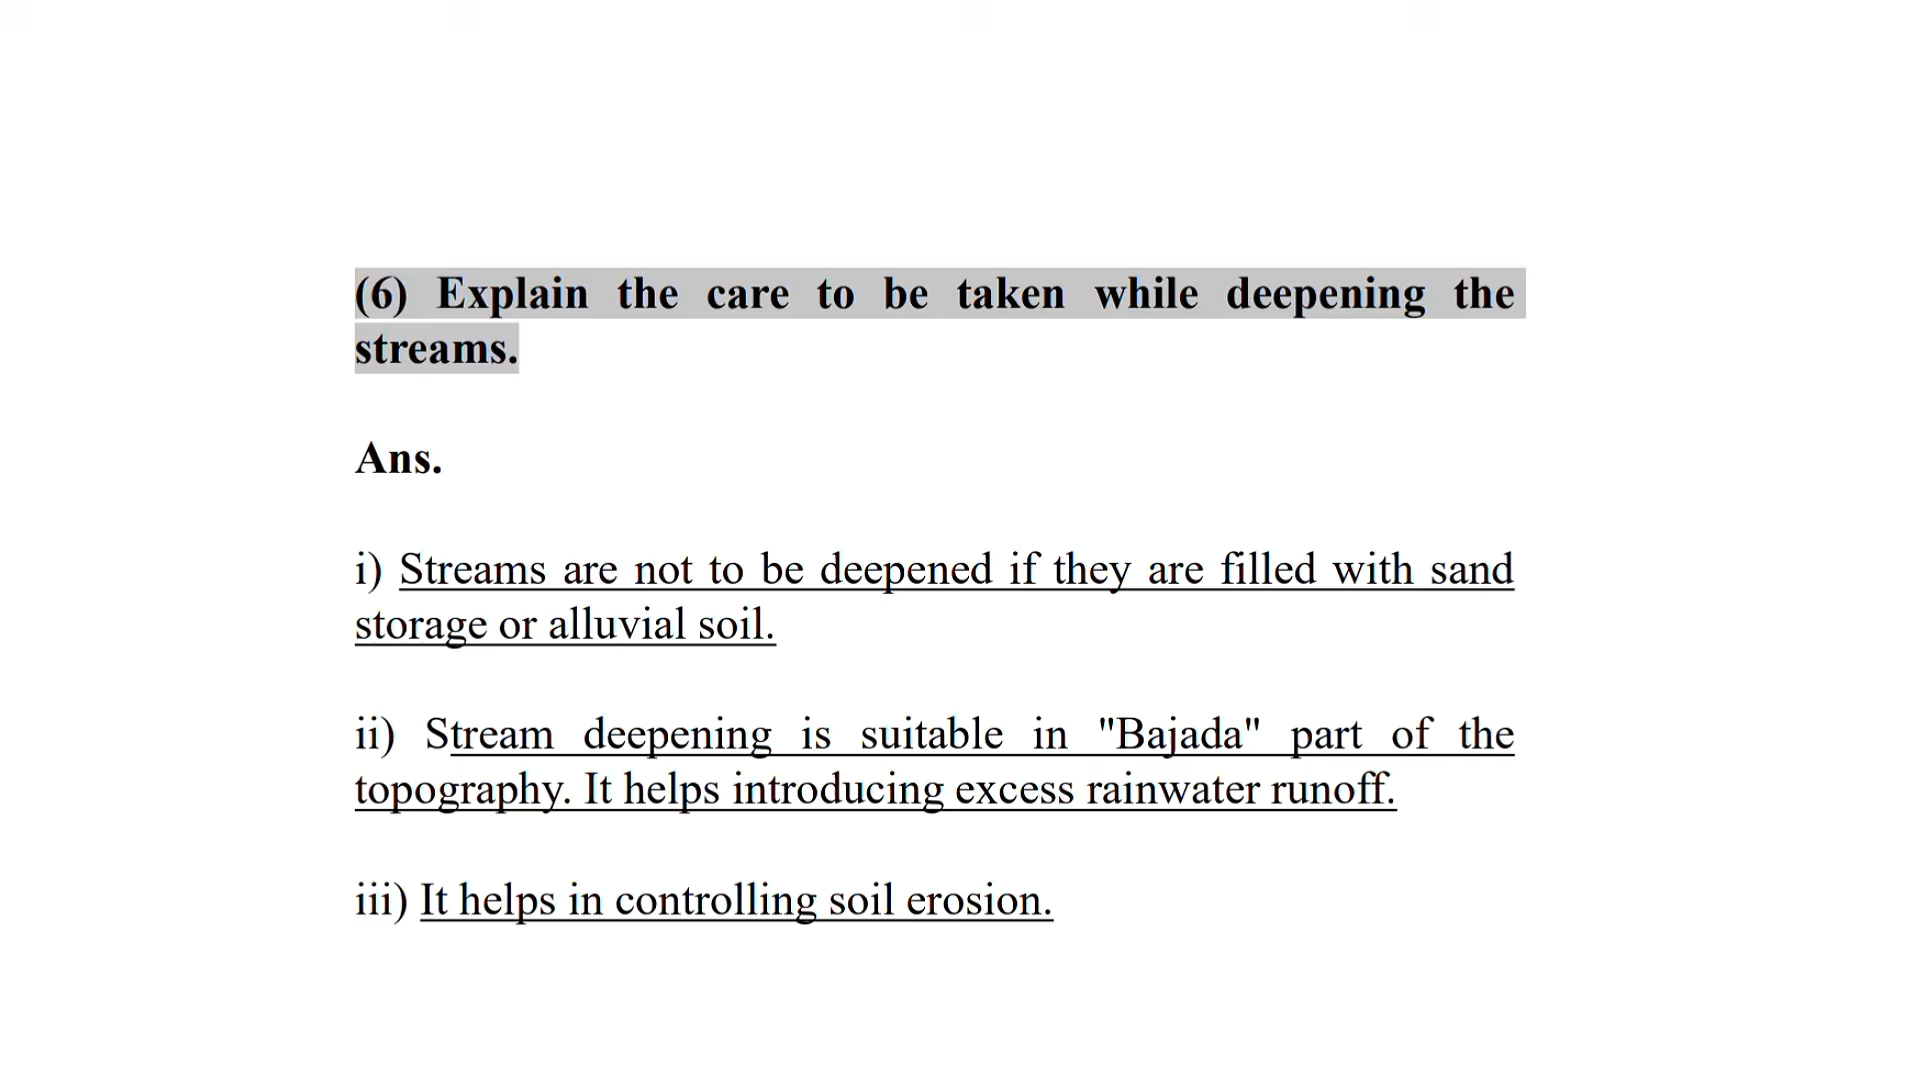 (6) Explain the care to be taken while deepening the
streams.
Ans.
i) Streams are not to be deepened if they are filled with sand
storage or alluvial soil.
ii) Stream deepening is suitable in "Bajada" part of the
topography. It helps introducing excess rainwater runoff.
iii) It helps in controlling soil erosion.